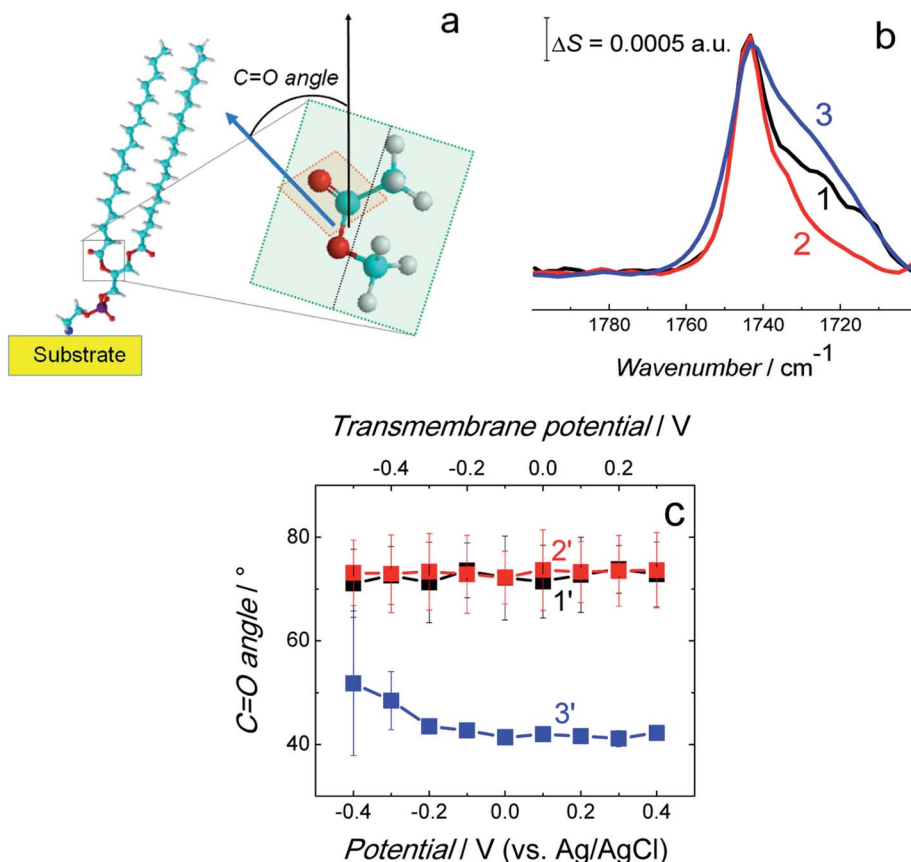 a
C=O angle
Substrate
b
ΔS = 0.0005 a.u.
3
1
2
1780 1760 1740 1720
Wavenumber / cm⁻¹
Transmembrane potential / V
-0.4 -0.2 0.0 0.2
c
80
60
40
C=O angle / °
2'
1'
3'
-0.4 -0.2 0.0 0.2 0.4
Potential / V (vs. Ag/AgCl)